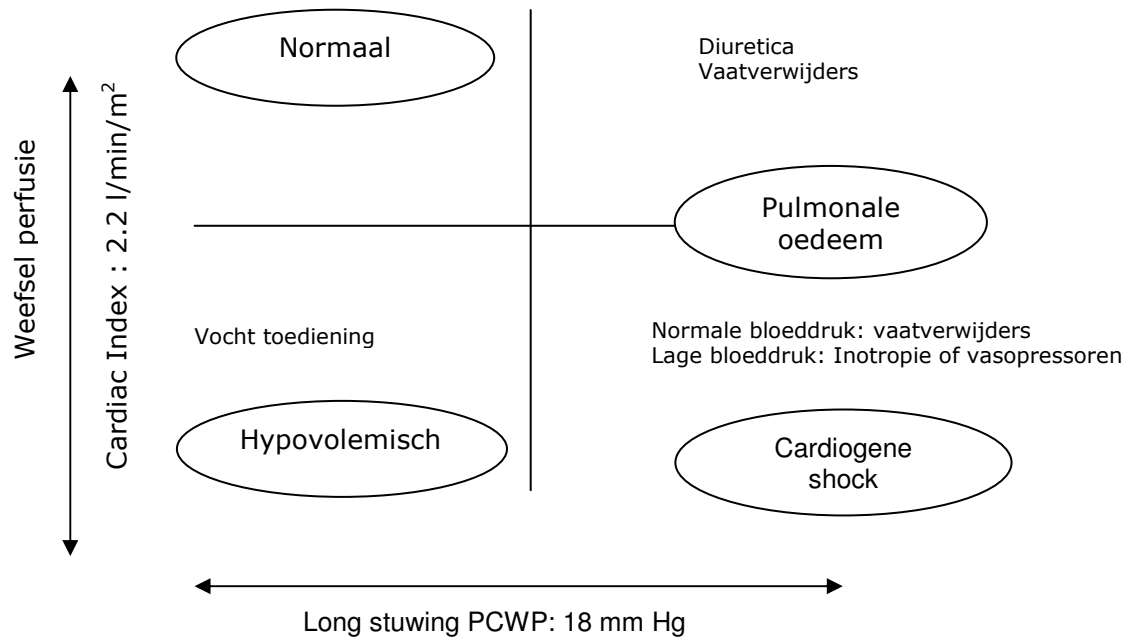 Normaal
Diuretica
Vaatverwijders
Weefsel perfusie
Cardiac Index : 2.2 l/min/m²
Pulmonale
oedeem
Vocht toediening
Normale bloeddruk: vaatverwijders
Lage bloeddruk: Inotropie of vasopressoren
Hypovolemisch
Cardiogene
shock
Long stuwing PCWP: 18 mm Hg